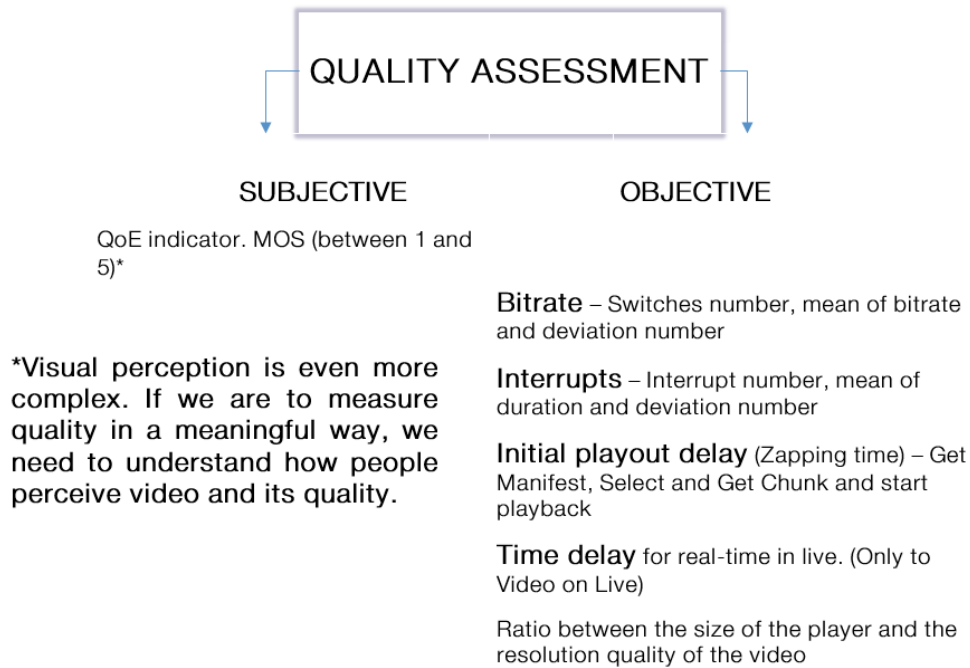 QUALITY ASSESSMENT
SUBJECTIVE
QoE indicator. MOS (between 1 and
5)*
*Visual perception is even more
complex. If we are to measure
quality in a meaningful way, we
need to understand how people
perceive video and its quality.
OBJECTIVE
Bitrate – Switches number, mean of bitrate
and deviation number
Interrupts – Interrupt number, mean of
duration and deviation number
Initial playout delay (Zapping time) – Get
Manifest, Select and Get Chunk and start
playback
Time delay for real-time in live. (Only to
Video on Live)
Ratio between the size of the player and the
resolution quality of the video